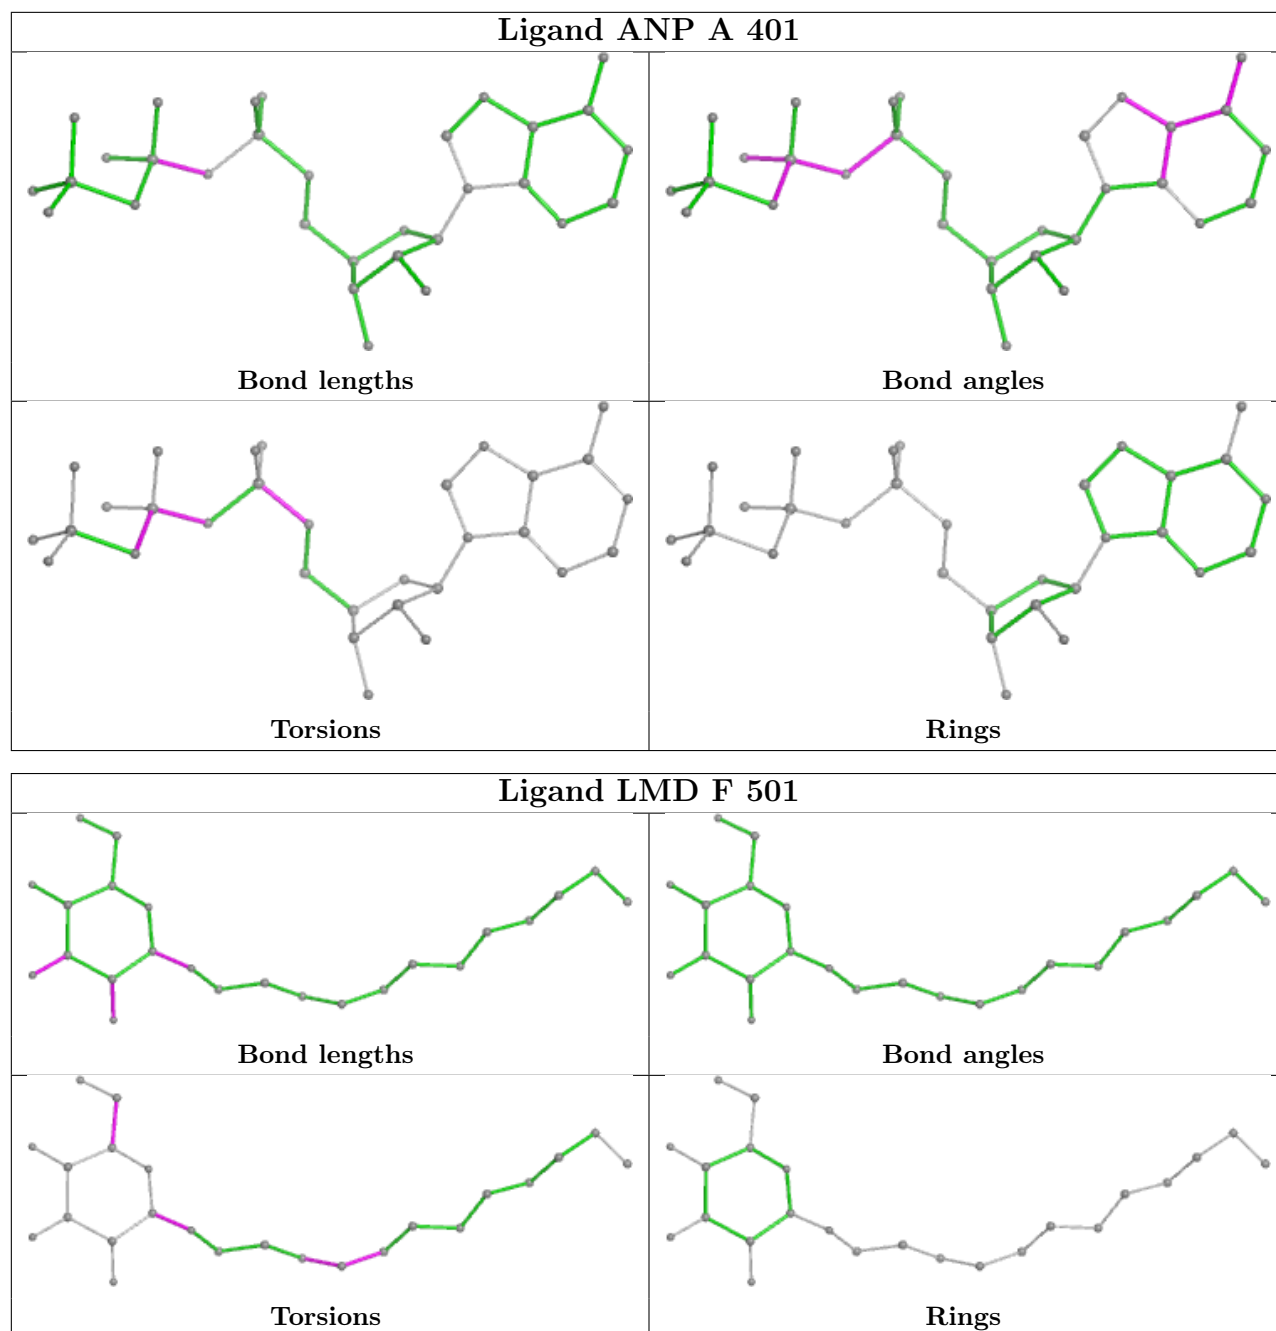 Ligand ANP A 401
Bond lengths
Bond angles
Torsions
Rings
Ligand LMD F 501
Bond lengths
Bond angles
Torsions
Rings